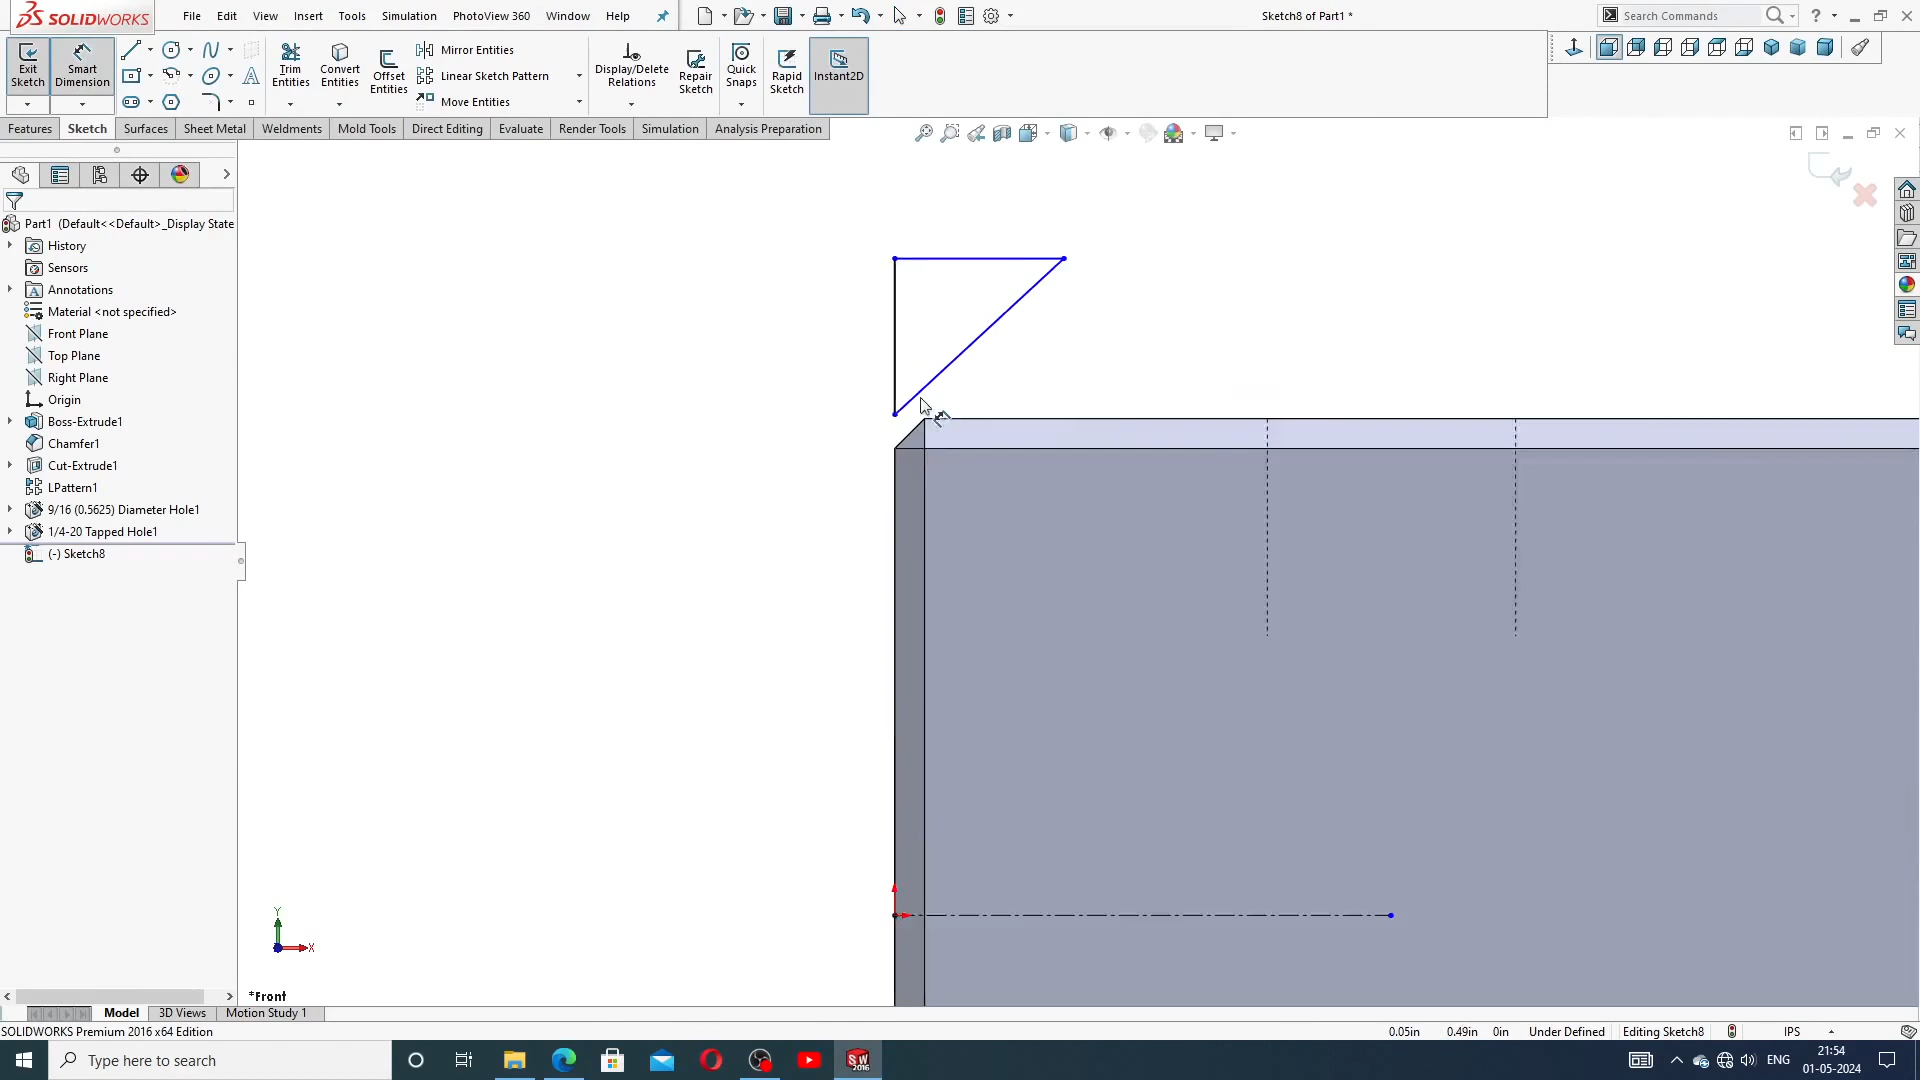 SOLIDWORKS File Edit View Insert Tools Simulation PhotoView 360 Window Help Sketch8 of Part1 * Search Commands
Exit Sketch Smart Dimension Trim Entities Convert Entities Offset Entities Mirror Entities Linear Sketch Pattern Move Entities Display/Delete Relations Repair Sketch Quick Snaps Rapid Sketch Instant2D
Features Sketch Surfaces Sheet Metal Weldments Mold Tools Direct Editing Evaluate Render Tools Simulation Analysis Preparation
Part1 (Default<<Default>_Display State
History
Sensors
Annotations
Material <not specified>
Front Plane
Top Plane
Right Plane
Origin
Boss-Extrude1
Chamfer1
Cut-Extrude1
LPattern1
9/16 (0.5625) Diameter Hole1
1/4-20 Tapped Hole1
(-) Sketch8
Y
X
*Front
Model 3D Views Motion Study 1
SOLIDWORKS Premium 2016 x64 Edition 0.05in 0.49in 0in Under Defined Editing Sketch8 IPS
Type here to search SW 2016 ENG 21:54
01-05-2024